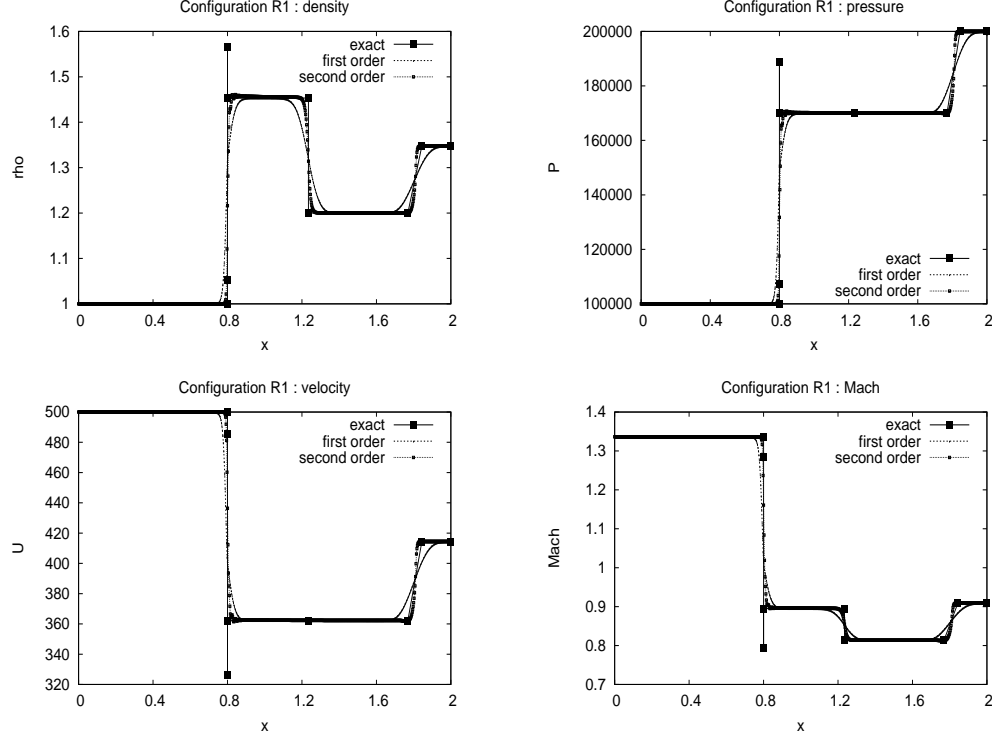 Configuration R1 : density
1.6
1.5
1.4
1.3
1.2
1.1
1
0 0.4 0.8 1.2 1.6 2
rho
x
exact
first order
second order
Configuration R1 : pressure
200000
180000
160000
140000
120000
100000
0 0.4 0.8 1.2 1.6 2
P
x
exact
first order
second order
Configuration R1 : velocity
500
480
460
440
420
400
380
360
340
320
0 0.4 0.8 1.2 1.6 2
U
x
exact
first order
second order
Configuration R1 : Mach
1.4
1.3
1.2
1.1
1
0.9
0.8
0.7
0 0.4 0.8 1.2 1.6 2
Mach
x
exact
first order
second order